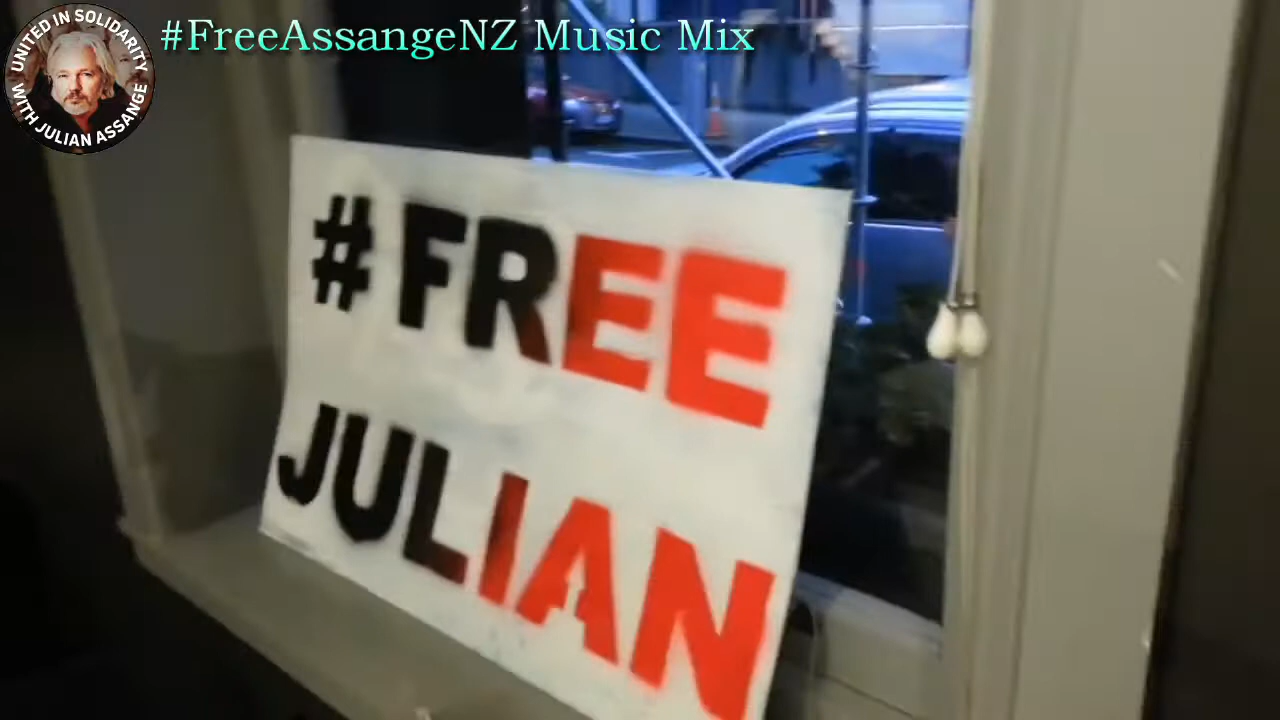 UNITED IN SOLIDARITY
WITH JULIAN ASSANGE
#FreeAssangeNZ Music Mix
#FREE
JULIAN